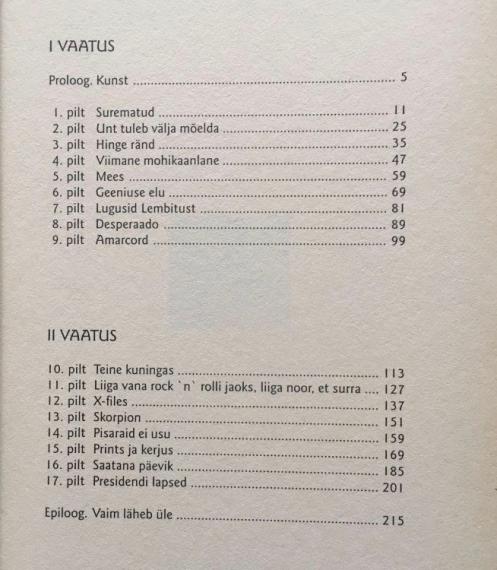 I VAATUS
Proloog. Kunst ........................................................................ 5
1. pilt Surematud ................................................................ 11
2. pilt Unt tuleb välja mõelda ............................................. 25
3. pilt Hinge ränd ............................................................... 35
4. pilt Viimane mohikaanlane ............................................. 47
5. pilt Mees ........................................................................ 59
6. pilt Geeniuse elu ............................................................ 69
7. pilt Lugusid Lembitust .................................................... 81
8. pilt Desperaado .............................................................. 89
9. pilt Amarcord ................................................................. 99
II VAATUS
10. pilt Teine kuningas ....................................................... 113
11. pilt Liiga vana rock `n` rolli jaoks, liiga noor, et surra .... 127
12. pilt X-files .................................................................... 137
13. pilt Skorpion ................................................................ 151
14. pilt Pisaraid ei usu ........................................................ 159
15. pilt Prints ja kerjus ........................................................ 169
16. pilt Saatana päevik ....................................................... 185
17. pilt Presidendi lapsed ................................................... 201
Epiloog. Vaim läheb üle ...................................................... 215